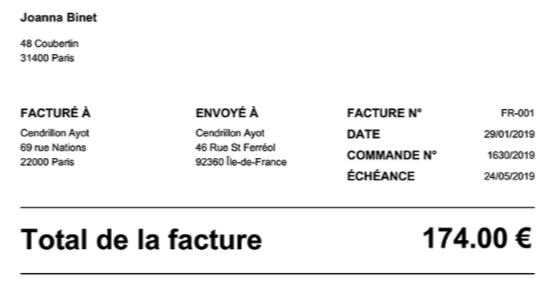 Joanna Binet
48 Coubertin
31400 Paris
FACTURÉ À
Cendrillon Ayot
69 rue Nations
22000 Paris
ENVOYÉ À
Cendrillon Ayot
46 Rue St Ferréol
92360 Île-de-France
FACTURE N° FR-001
DATE 29/01/2019
COMMANDE N° 1630/2019
ÉCHÉANCE 24/05/2019
Total de la facture 174.00 €